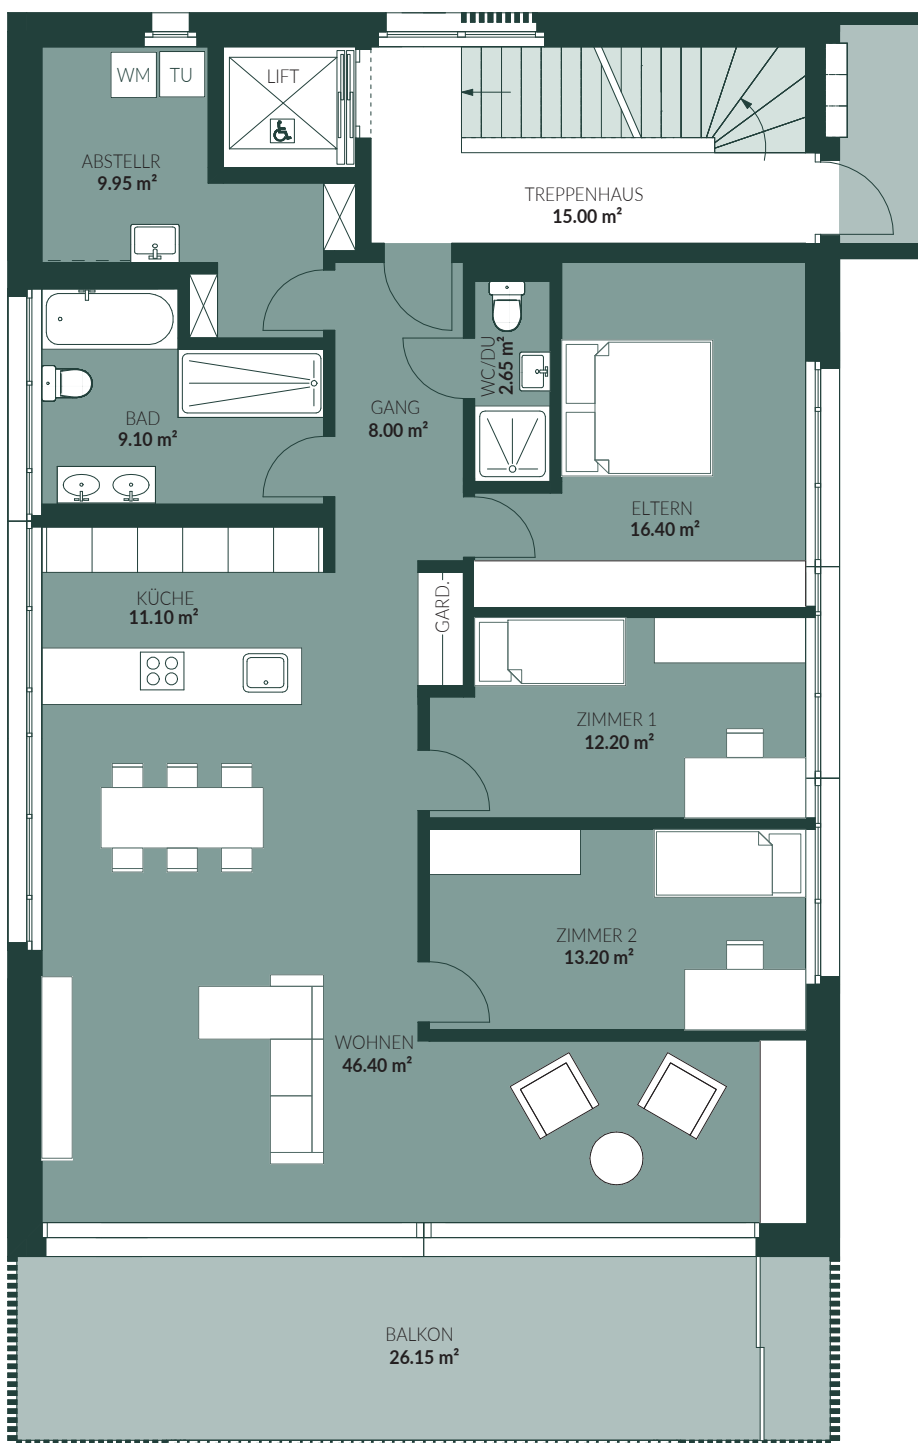 WM
TU
LIFT
ABSTELLR
9.95 m²
TREPPENHAUS
15.00 m²
WC/DU
2.65 m²
GANG
8.00 m²
BAD
9.10 m²
ELTERN
16.40 m²
KÜCHE
11.10 m²
GARD.
ZIMMER 1
12.20 m²
ZIMMER 2
13.20 m²
WOHNEN
46.40 m²
BALKON
26.15 m²